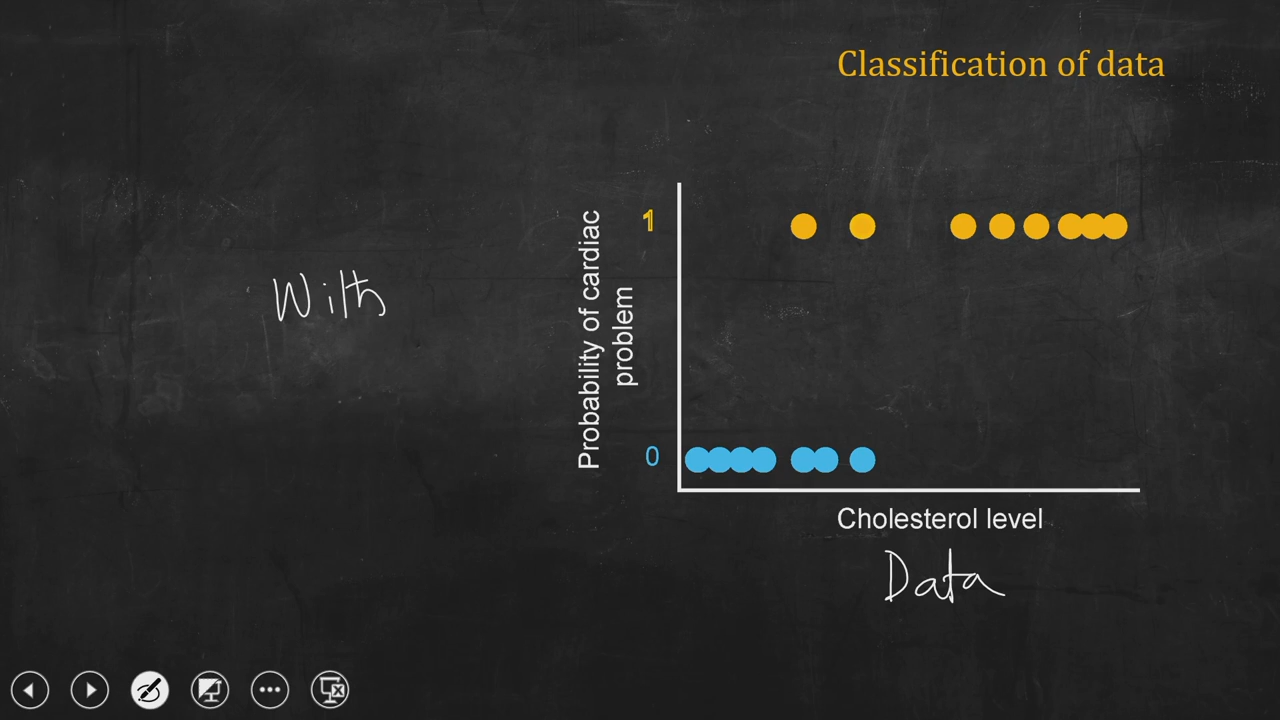 Classification of data
Probability of cardiac
problem
1
0
With
Cholesterol level
Data